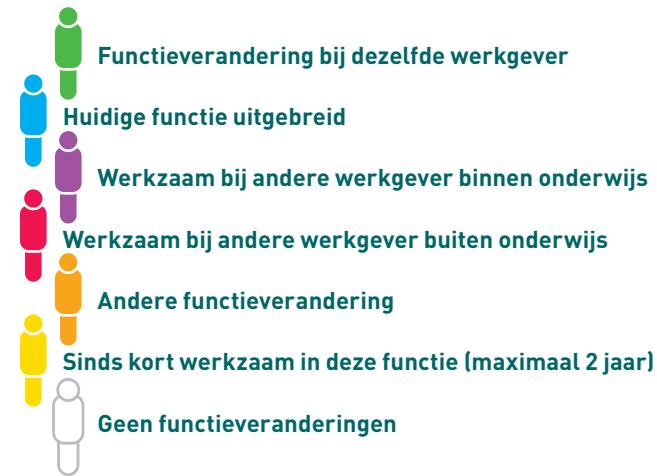 Functieverandering bij dezelfde werkgever
Huidige functie uitgebreid
Werkzaam bij andere werkgever binnen onderwijs
Werkzaam bij andere werkgever buiten onderwijs
Andere functieverandering
Sinds kort werkzaam in deze functie (maximaal 2 jaar)
Geen functieveranderingen